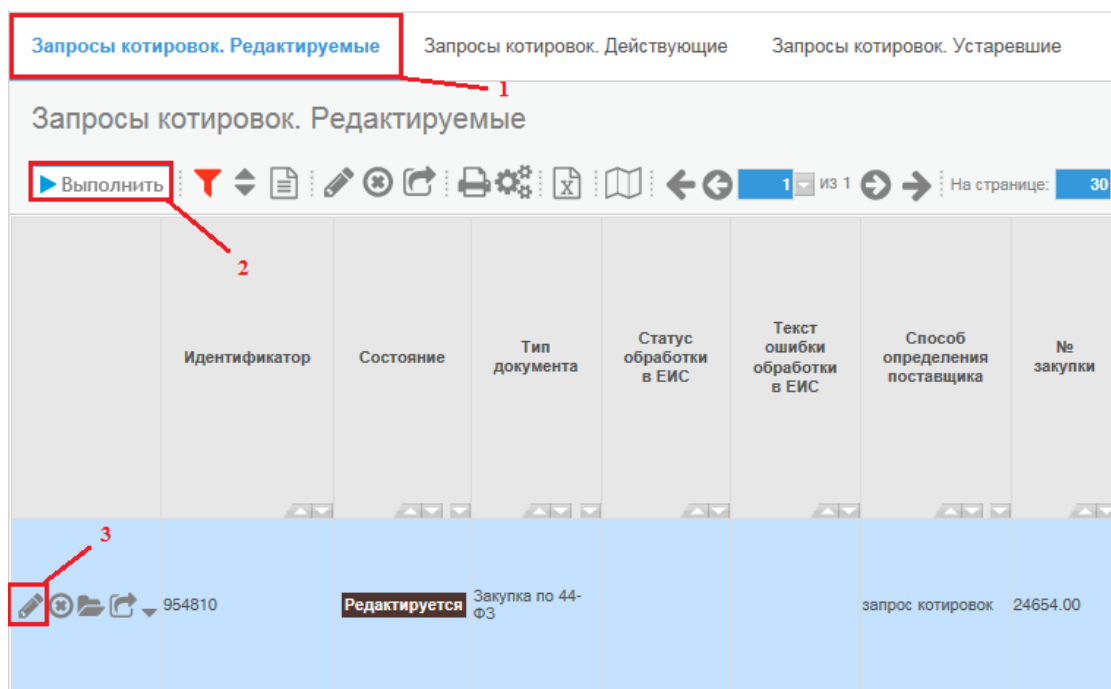 Запросы котировок. Редактируемые Запросы котировок. Действующие Запросы котировок. Устаревшие
1
Запросы котировок. Редактируемые
Выполнить 1 из 1 На странице: 30
2
Идентификатор
Состояние
Тип
документа
Статус
обработки
в ЕИС
Текст
ошибки
обработки
в ЕИС
Способ
определения
поставщика
№
закупки
3
954810
Редактируется
Закупка по 44-
ФЗ
запрос котировок
24654.00